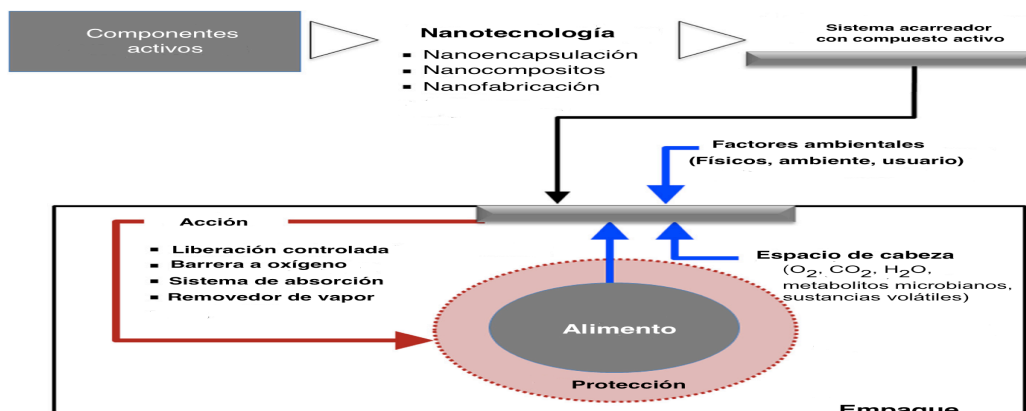 Componentes
activos
Nanotecnología
▪ Nanoencapsulación
▪ Nanocompositos
▪ Nanofabricación
Sistema acarreador
con compuesto activo
Factores ambientales
(Físicos, ambiente, usuario)
Acción
▪ Liberación controlada
▪ Barrera a oxígeno
▪ Sistema de absorción
▪ Removedor de vapor
Espacio de cabeza
(O₂, CO₂, H₂O,
metabolitos microbianos,
sustancias volátiles)
Alimento
Protección
Empaque